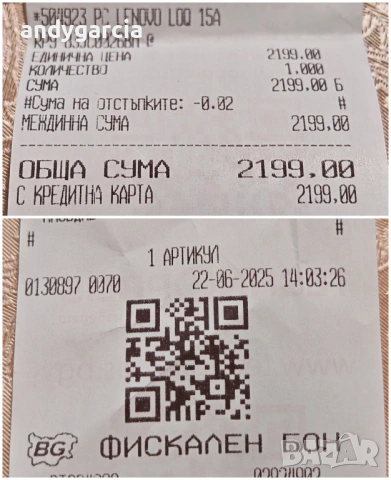 andygarcia
#504923 PC LENOVO LOQ 15A
ЕДИНИЧНА ЦЕНА 2199.00
КОЛИЧЕСТВО 1.000
СУМА 2199.00 Б
#Сума на отстъпките: -0.02 #
МЕЖДИННА СУМА 2199.00
ОБЩА СУМА 2199.00
С КРЕДИТНА КАРТА 2199,00
# #
1 АРТИКУЛ
0130897 0070 22-06-2025 14:03:26
BG ФИСКАЛЕН БОН
bazar.bg